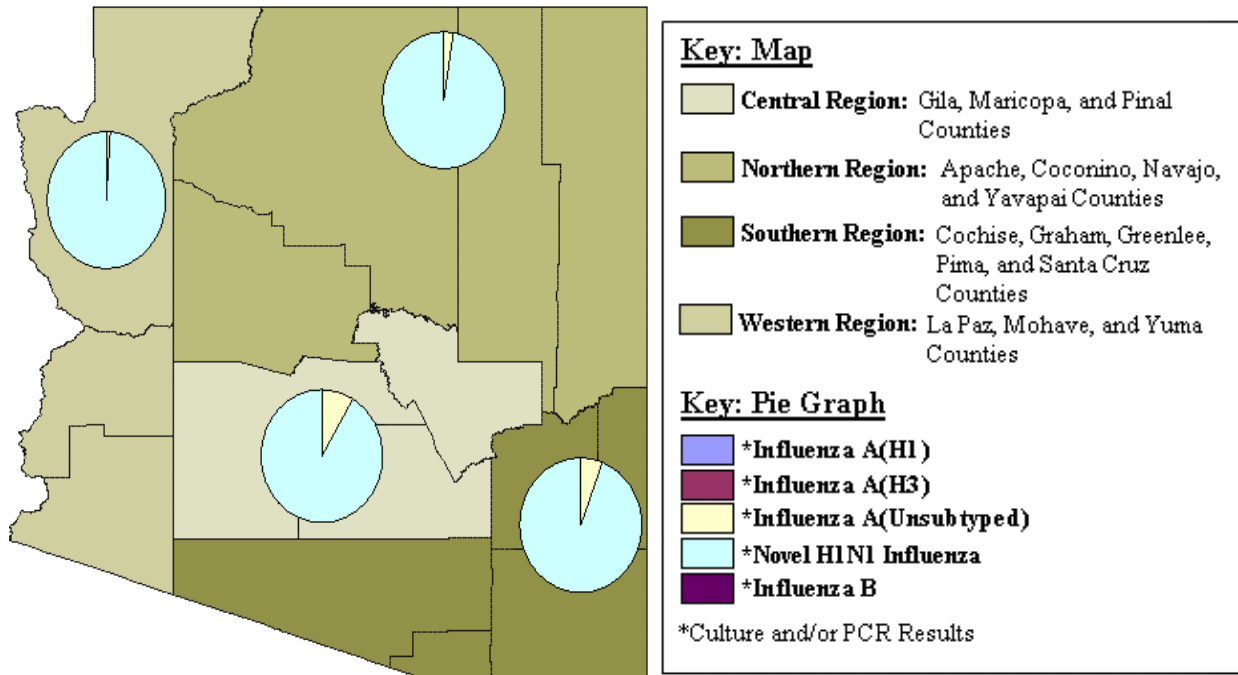 Key: Map
Central Region: Gila, Maricopa, and Pinal
Counties
Northern Region: Apache, Coconino, Navajo,
and Yavapai Counties
Southern Region: Cochise, Graham, Greenlee,
Pima, and Santa Cruz
Counties
Western Region: La Paz, Mohave, and Yuma
Counties
Key: Pie Graph
*Influenza A(H1)
*Influenza A(H3)
*Influenza A(Unsubtyped)
*Novel H1N1 Influenza
*Influenza B
*Culture and/or PCR Results